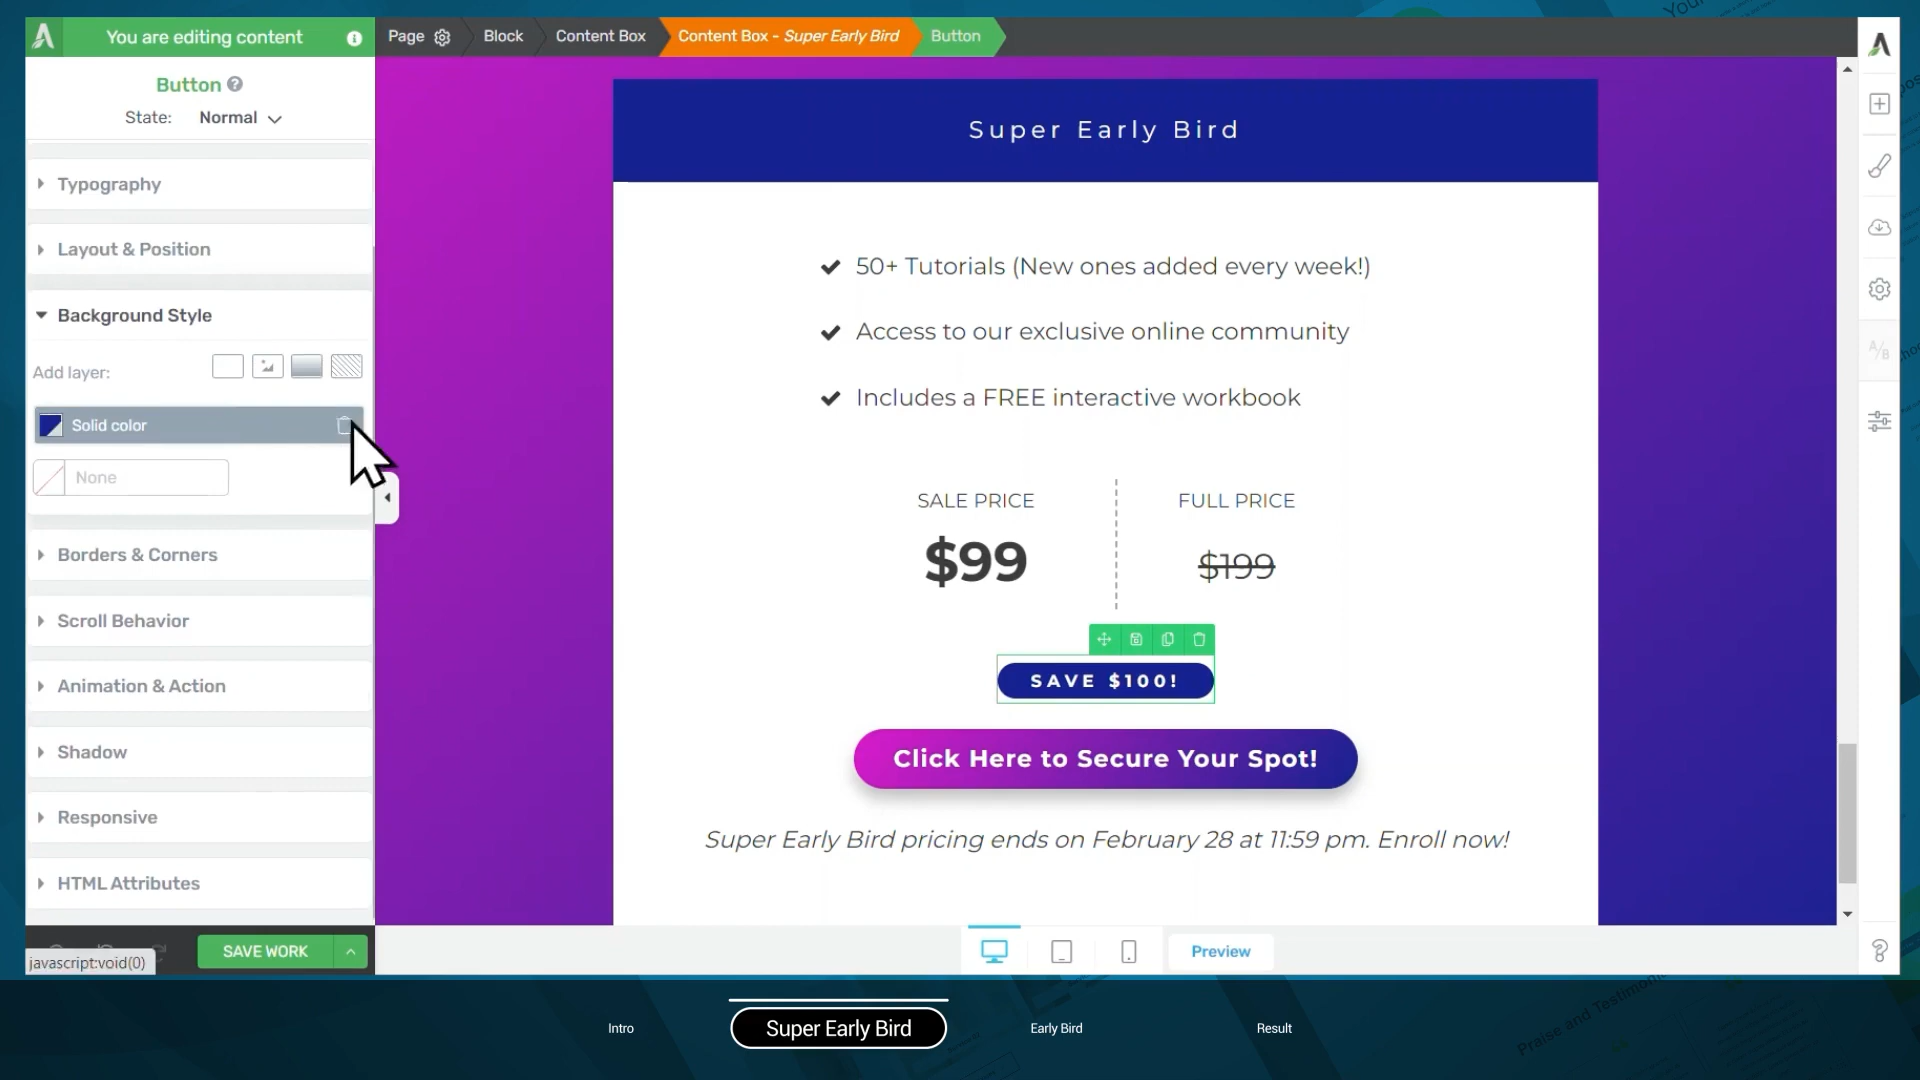 You are editing content
Page
Block
Content Box
Content Box - Super Early Bird
Button
Button
State: Normal
Typography
Layout & Position
Background Style
Add layer:
Solid color
None
Borders & Corners
Scroll Behavior
Animation & Action
Shadow
Responsive
HTML Attributes
SAVE WORK
javascript:void(0)
Super Early Bird
50+ Tutorials (New ones added every week!)
Access to our exclusive online community
Includes a FREE interactive workbook
SALE PRICE
FULL PRICE
$99
$199
SAVE $100!
Click Here to Secure Your Spot!
Super Early Bird pricing ends on February 28 at 11:59 pm. Enroll now!
Preview
A/B
Intro
Super Early Bird
Early Bird
Result